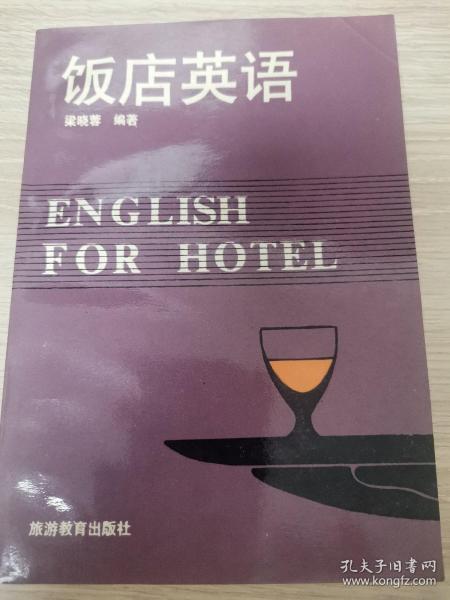 饭店英语
梁晓蓉 编著
ENGLISH
FOR HOTEL
旅游教育出版社
孔夫子旧书网
www.kongfz.com